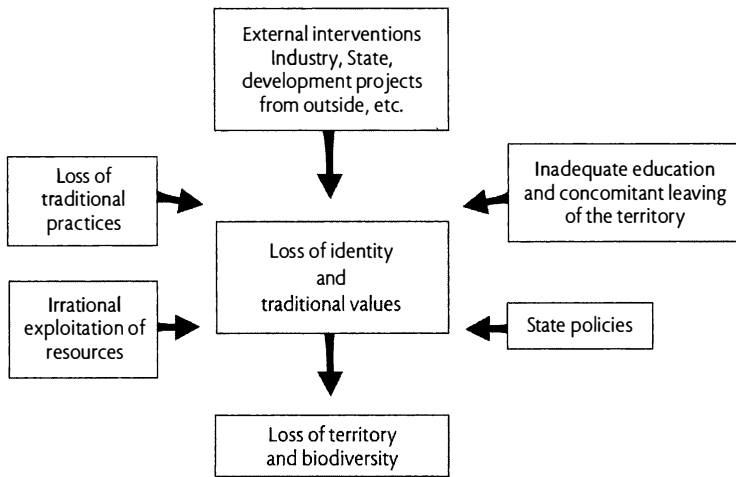 External interventions
Industry, State,
development projects
from outside, etc.
Loss of
traditional
practices
Inadequate education
and concomitant leaving
of the territory
Loss of identity
and
traditional values
Irrational
exploitation of
resources
State policies
Loss of territory
and biodiversity